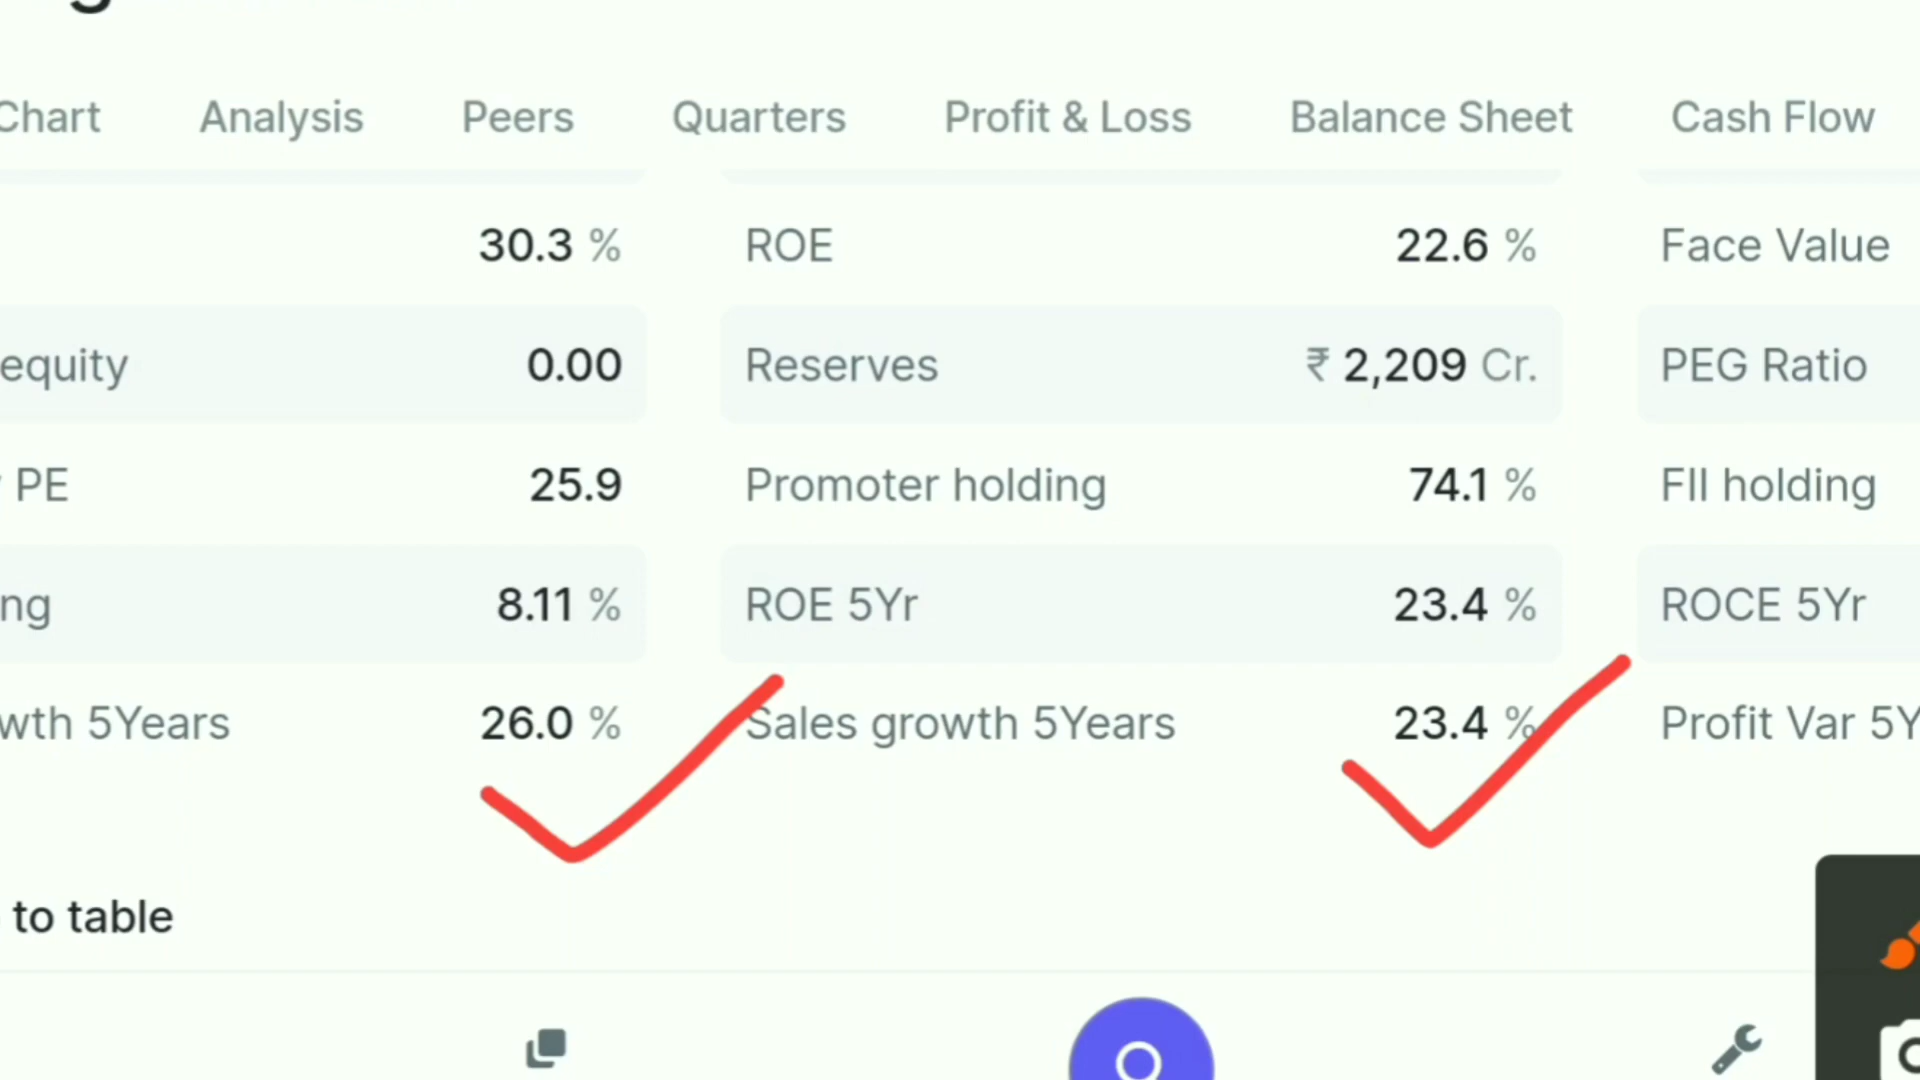 Chart Analysis Peers Quarters Profit & Loss Balance Sheet Cash Flow
30.3 % ROE 22.6 % Face Value
equity 0.00 Reserves ₹ 2,209 Cr. PEG Ratio
PE 25.9 Promoter holding 74.1 % FII holding
ng 8.11 % ROE 5Yr 23.4 % ROCE 5Yr
wth 5Years 26.0 % Sales growth 5Years 23.4 % Profit Var 5Y
to table